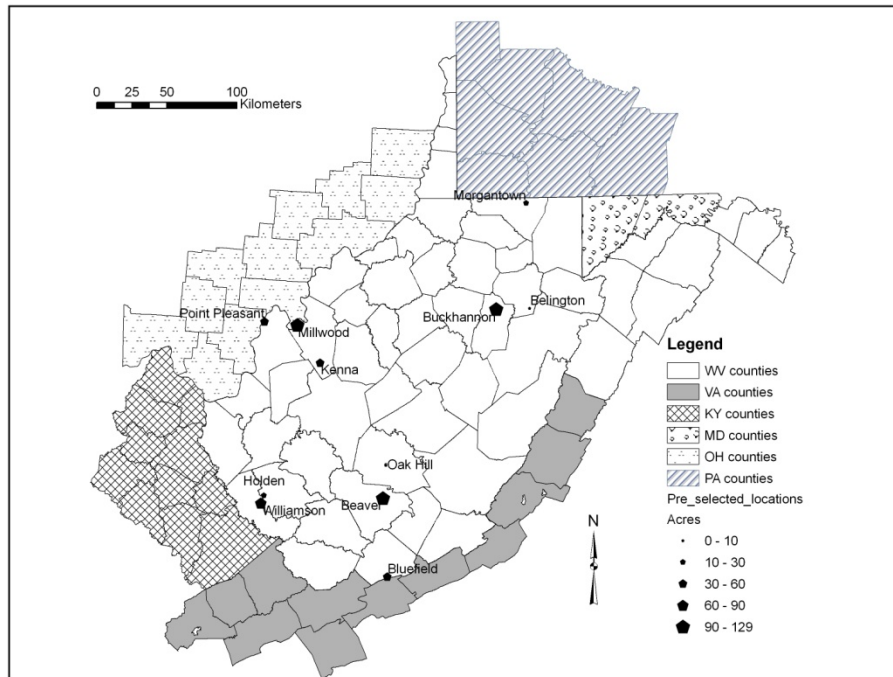 0 25 50 100
Kilometers
Morgantown
Belington
Buckhannon
Point Pleasant
Millwood
Kenna
Oak Hill
Holden
Williamson
Beaver
Bluefield
N
Legend
WV counties
VA counties
KY counties
MD counties
OH counties
PA counties
Pre_selected_locations
Acres
0 - 10
10 - 30
30 - 60
60 - 90
90 - 129